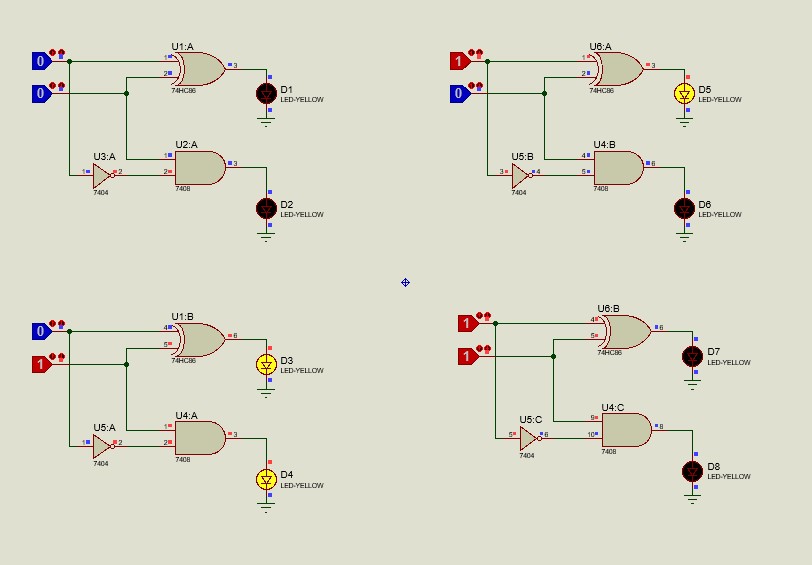 U1:A
0
1
3
2
74HC86
D1
LED-YELLOW
0
U3:A
U2:A
1
3
1
2
2
7404
7408
D2
LED-YELLOW
U6:A
1
1
3
2
74HC86
D5
LED-YELLOW
0
U5:B
U4:B
4
6
3
4
5
7404
7408
D6
LED-YELLOW
U1:B
0
4
6
5
74HC86
D3
LED-YELLOW
1
U5:A
U4:A
1
3
1
2
2
7404
7408
D4
LED-YELLOW
U6:B
1
4
6
5
74HC86
D7
LED-YELLOW
1
U5:C
U4:C
9
8
5
6
10
7404
7408
D8
LED-YELLOW